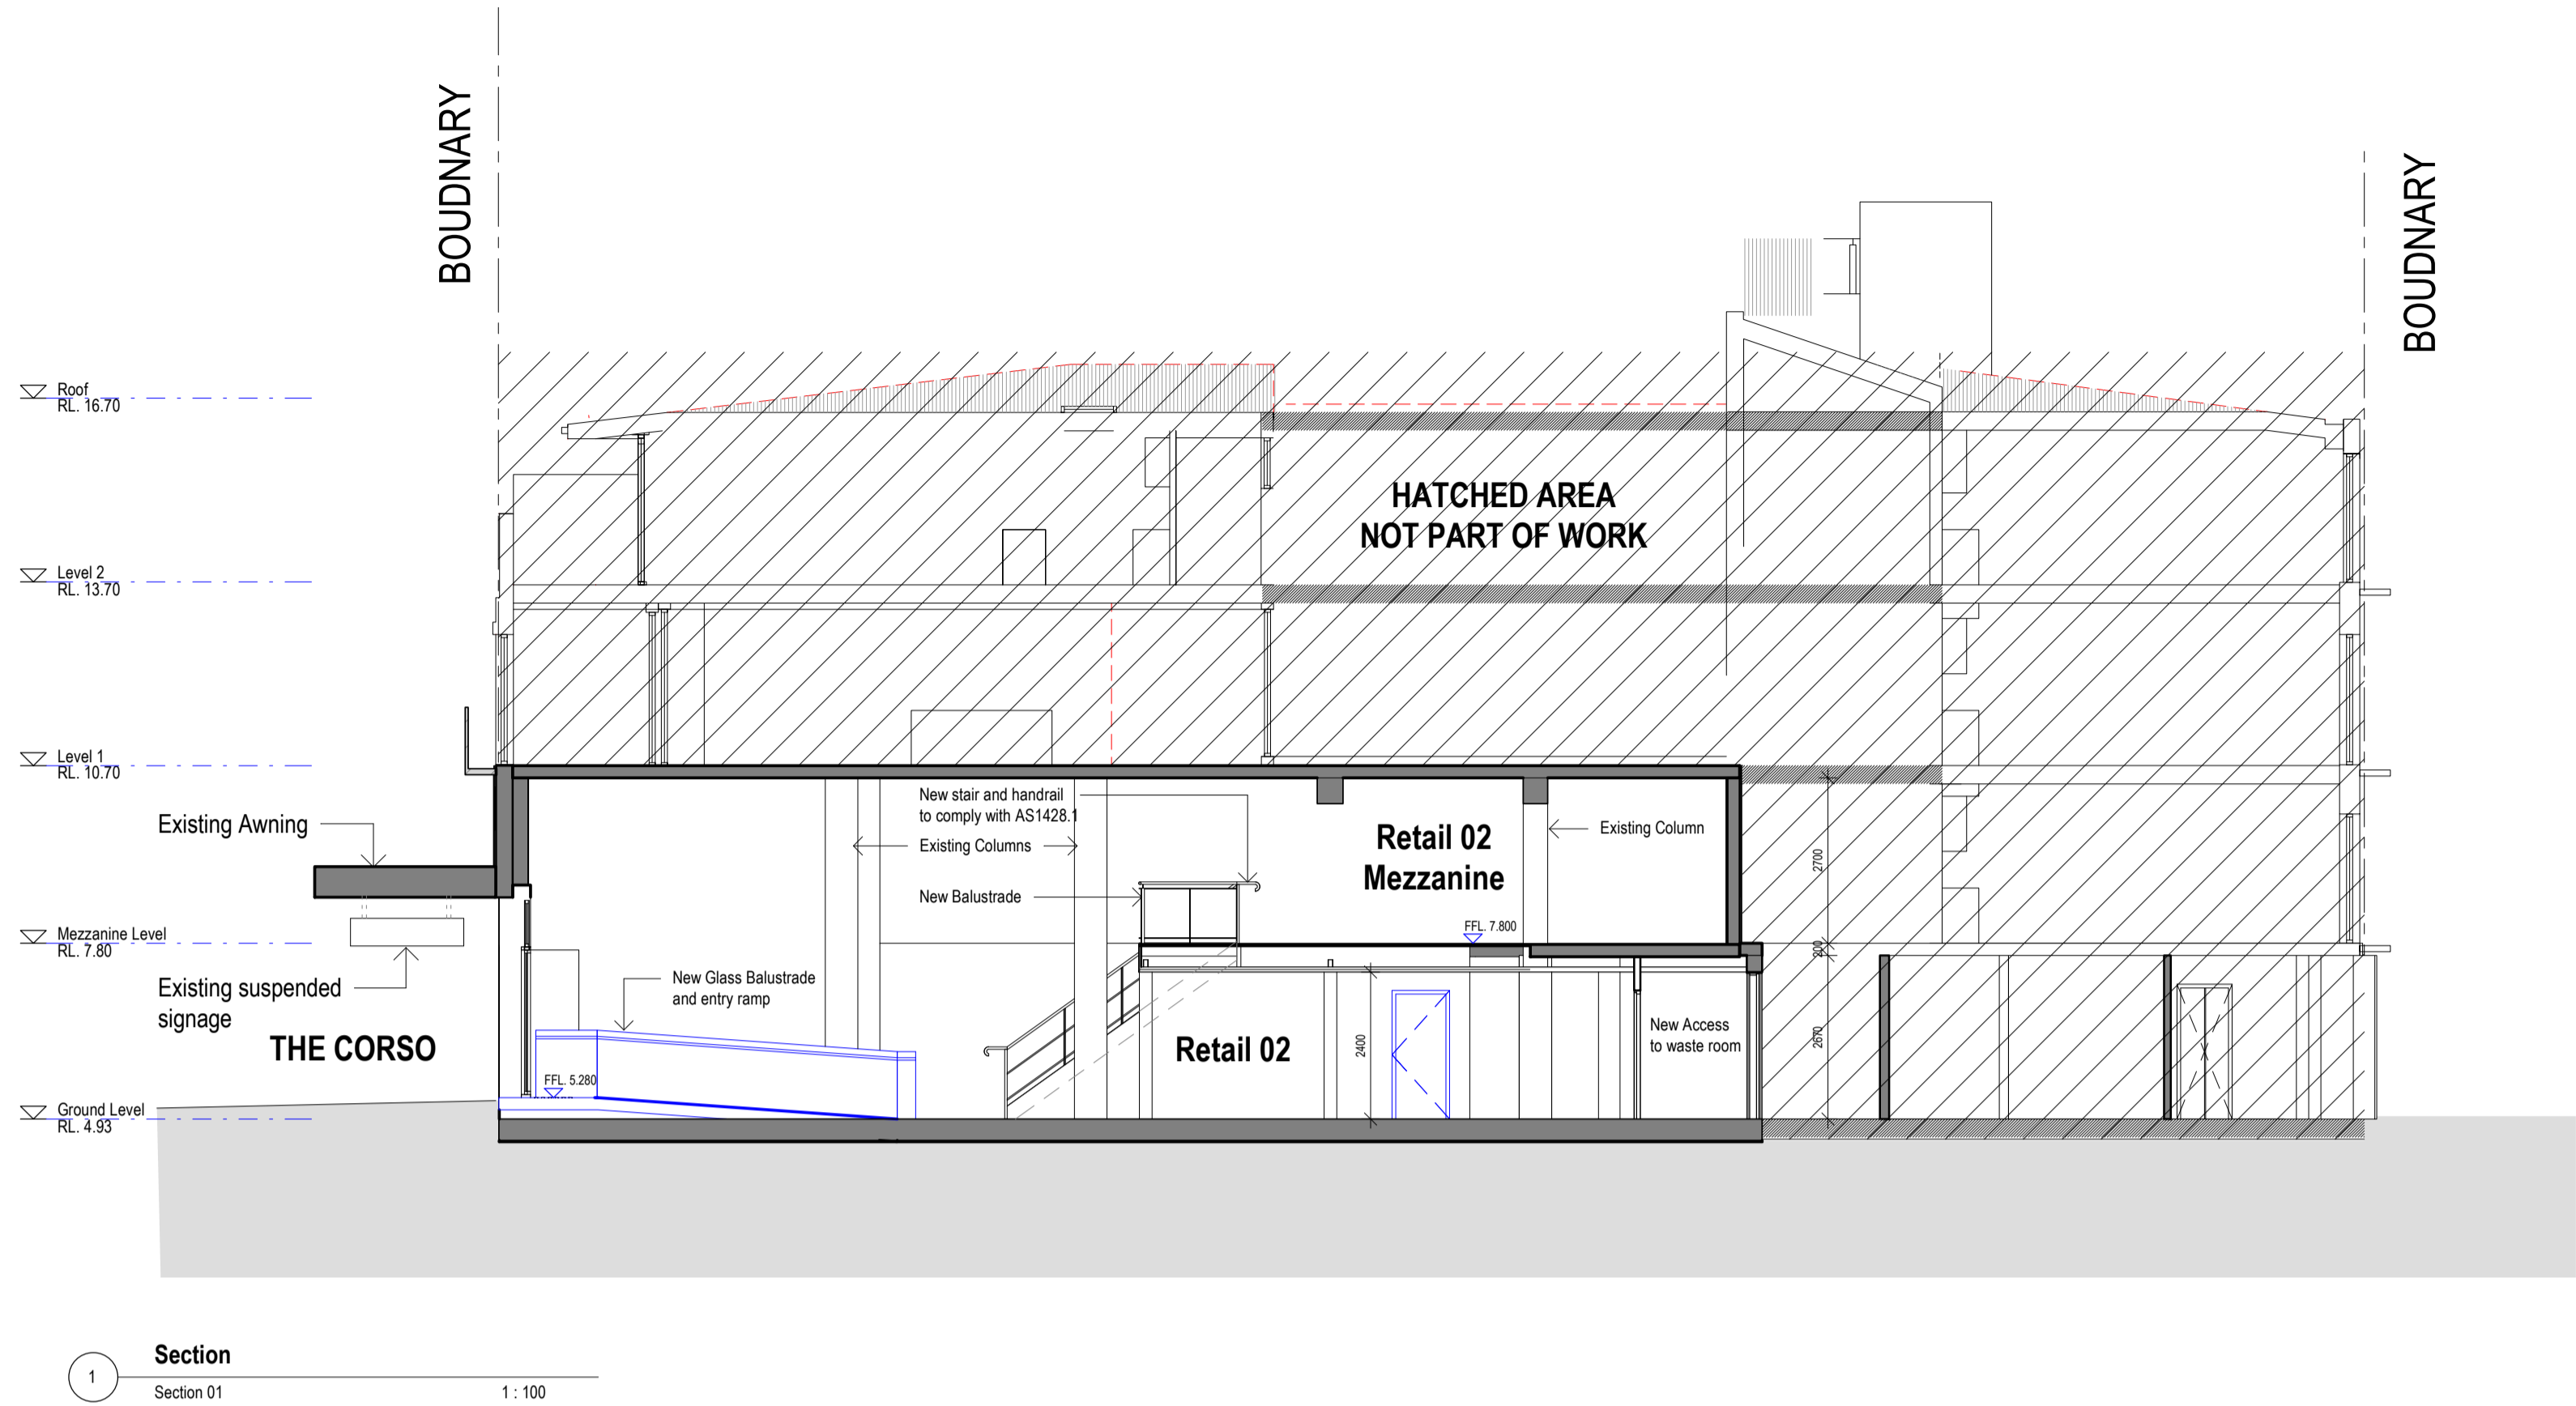 BOUDNARY
BOUDNARY
Roof
RL. 16.70
HATCHED AREA
NOT PART OF WORK
Level 2
RL. 13.70
Level 1
RL. 10.70
New stair and handrail
to comply with AS1428.1
Existing Awning
Existing Columns
Retail 02
Mezzanine
Existing Column
2700
New Balustrade
FFL. 7.800
Mezzanine Level
RL. 7.80
200
Existing suspended
signage
New Glass Balustrade
and entry ramp
THE CORSO
Retail 02
2400
New Access
to waste room
2670
FFL. 5.280
Ground Level
RL. 4.93
1
Section
Section 01
1 : 100